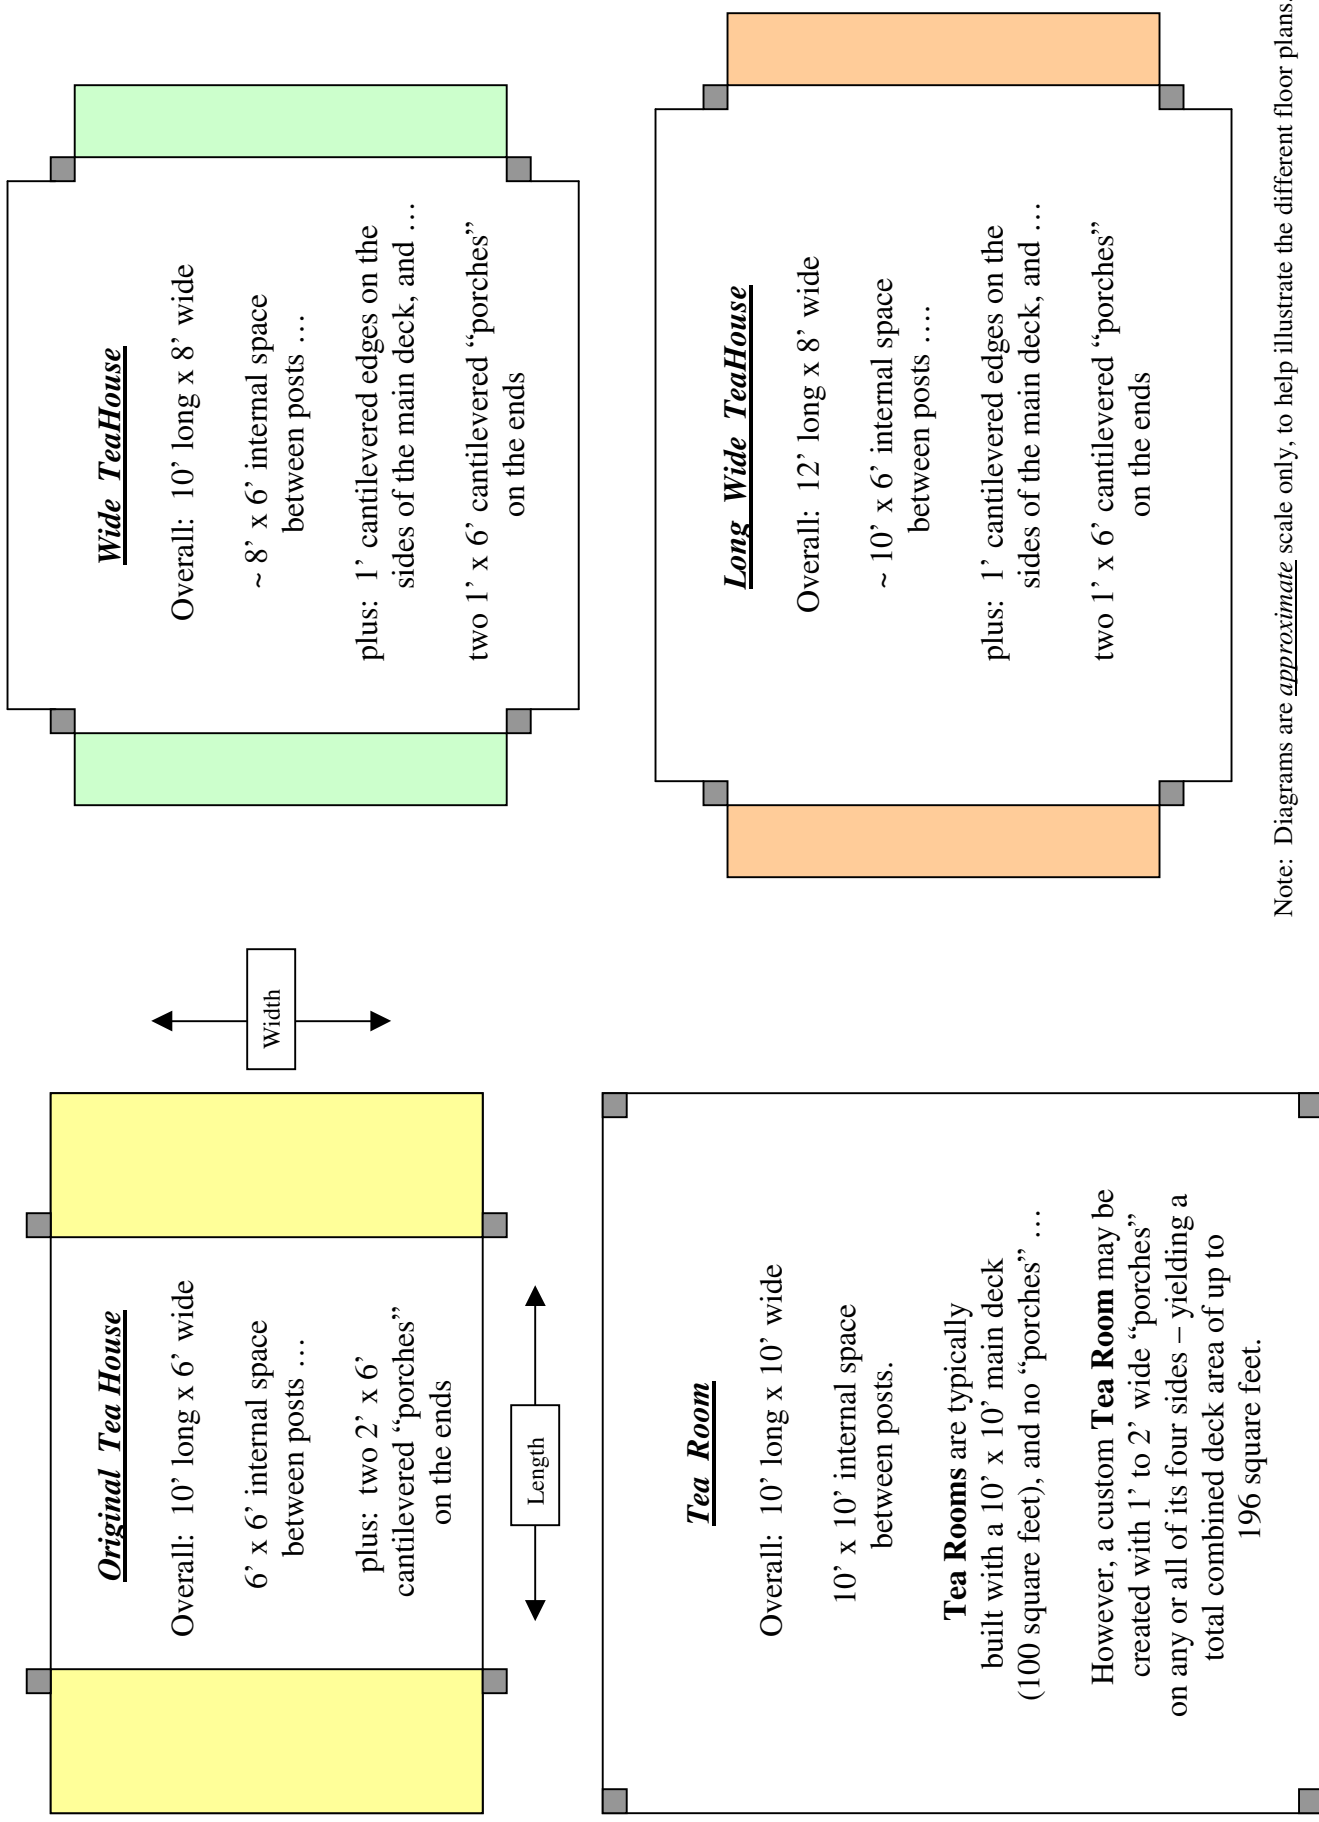 Original  Tea House
Overall:  10’ long x 6’ wide
6’ x 6’ internal space
between posts …
plus:  two 2’ x 6’
cantilevered “porches”
on the ends
Width
Length
Wide  TeaHouse
Overall:  10’ long x 8’ wide
~ 8’ x 6’ internal space
between posts …
plus:  1’ cantilevered edges on the
sides of the main deck, and …
two 1’ x 6’ cantilevered “porches”
on the ends
Tea  Room
Overall:  10’ long x 10’ wide
10’ x 10’ internal space
between posts.
Tea Rooms are typically
built with a 10’ x 10’ main deck
(100 square feet), and no “porches” …
However, a custom Tea Room may be
created with 1’ to 2’ wide “porches”
on any or all of its four sides – yielding a
total combined deck area of up to
196 square feet.
Long  Wide  TeaHouse
Overall:  12’ long x 8’ wide
~ 10’ x 6’ internal space
between posts ….
plus:  1’ cantilevered edges on the
sides of the main deck, and …
two 1’ x 6’ cantilevered “porches”
on the ends
Note:  Diagrams are approximate scale only, to help illustrate the different floor plans.